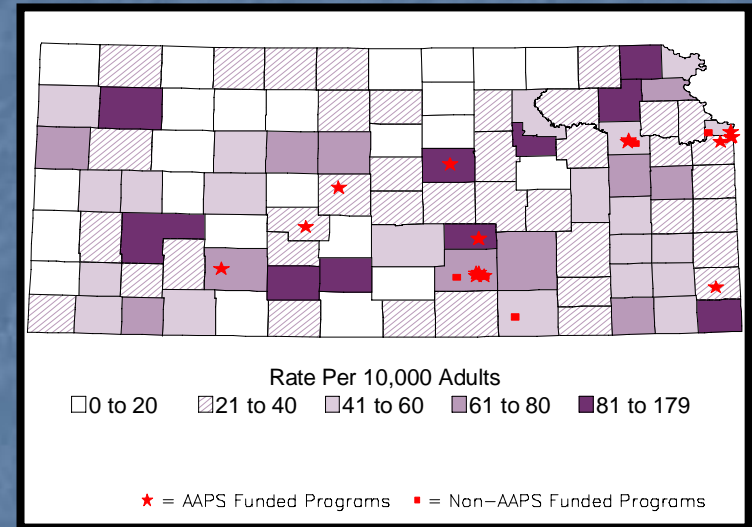 Rate Per 10,000 Adults
0 to 20 21 to 40 41 to 60 61 to 80 81 to 179
= AAPS Funded Programs = Non-AAPS Funded Programs